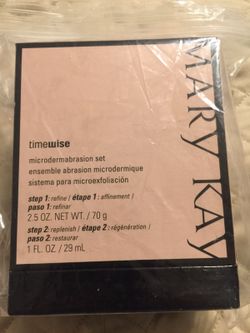 MARY KAY
timewise
microdermabrasion set
ensemble abrasion microdermique
sistema para microexfoliación
step 1: refine / étape 1 : affinement /
paso 1: refinar
2.5 OZ. NET WT. / 70 g
step 2: replenish / étape 2 : régénération /
paso 2: restaurar
1 FL. OZ. / 29 mL